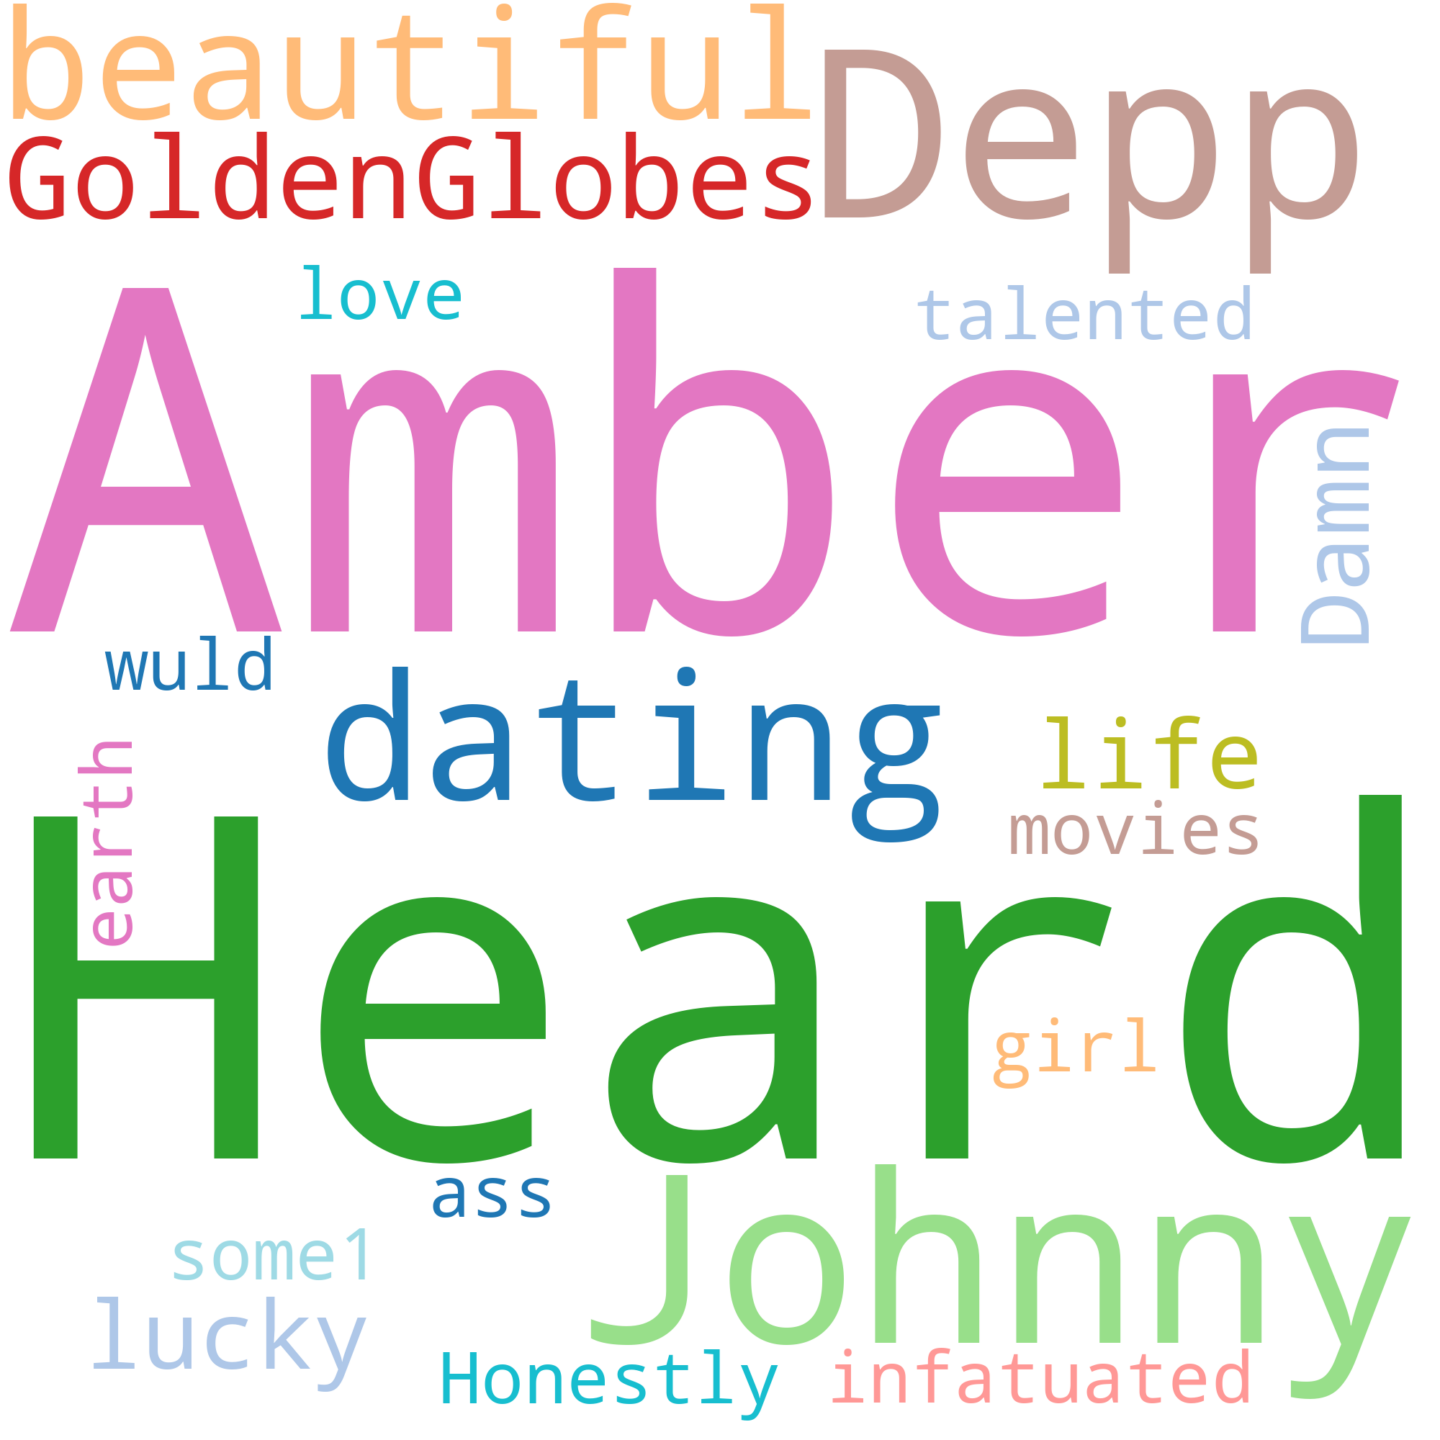 beautiful
Depp
GoldenGlobes
love
talented
Amber
Damn
wuld
dating
life
movies
earth
Heard
girl
ass
Johnny
some1
lucky
Honestly
infatuated